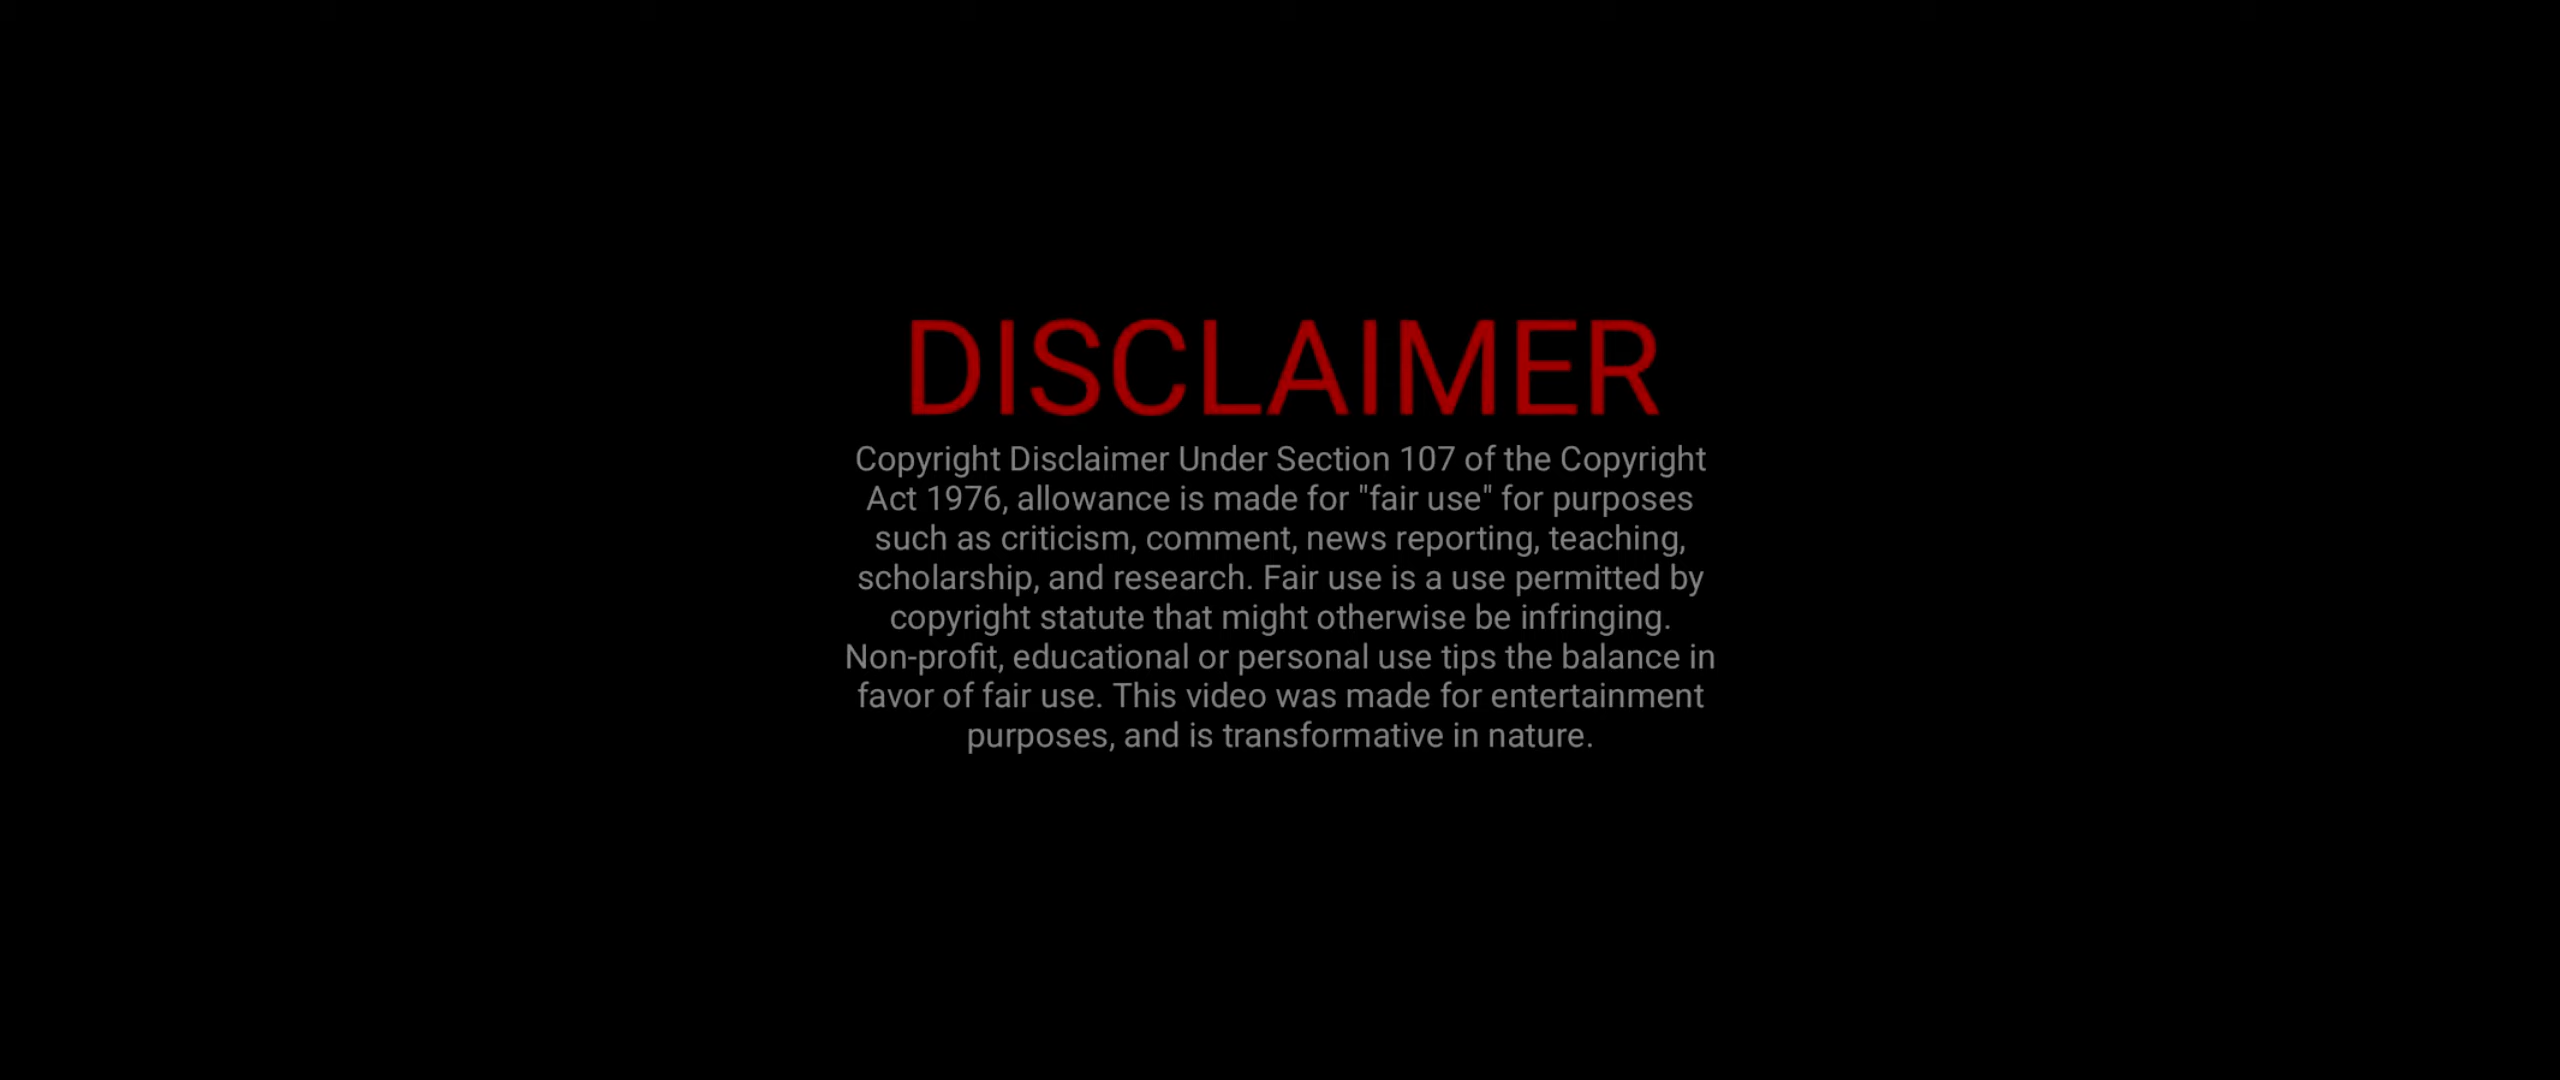 DISCLAIMER
Copyright Disclaimer Under Section 107 of the Copyright
Act 1976, allowance is made for "fair use" for purposes
such as criticism, comment, news reporting, teaching,
scholarship, and research. Fair use is a use permitted by
copyright statute that might otherwise be infringing.
Non-profit, educational or personal use tips the balance in
favor of fair use. This video was made for entertainment
purposes, and is transformative in nature.